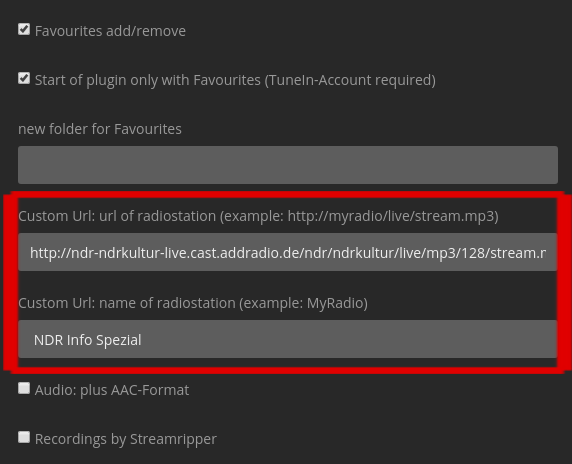 Favourites add/remove
Start of plugin only with Favourites (TuneIn-Account required)
new folder for Favourites
Custom Url: url of radiostation (example: http://myradio/live/stream.mp3)
http://ndr-ndrkultur-live.cast.addradio.de/ndr/ndrkultur/live/mp3/128/stream.r
Custom Url: name of radiostation (example: MyRadio)
NDR Info Spezial
Audio: plus AAC-Format
Recordings by Streamripper